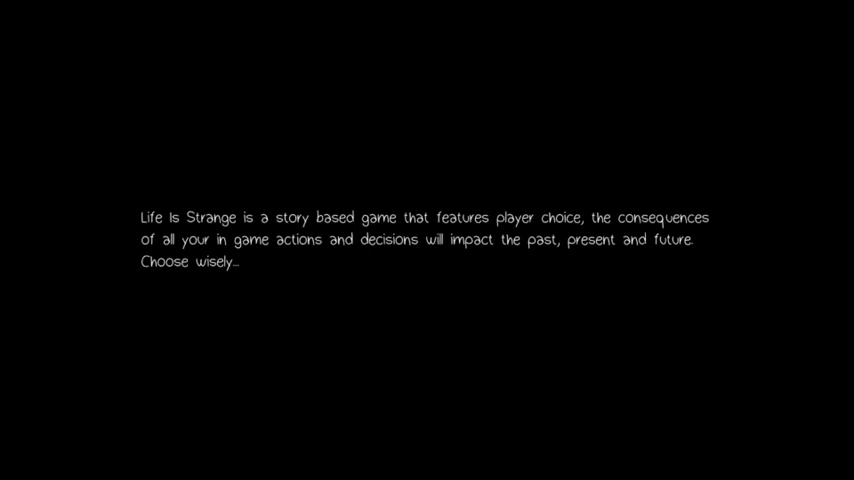 Life Is Strange is a story based game that features player choice, the consequences
of all your in game actions and decisions will impact the past, present and future.
Choose wisely...